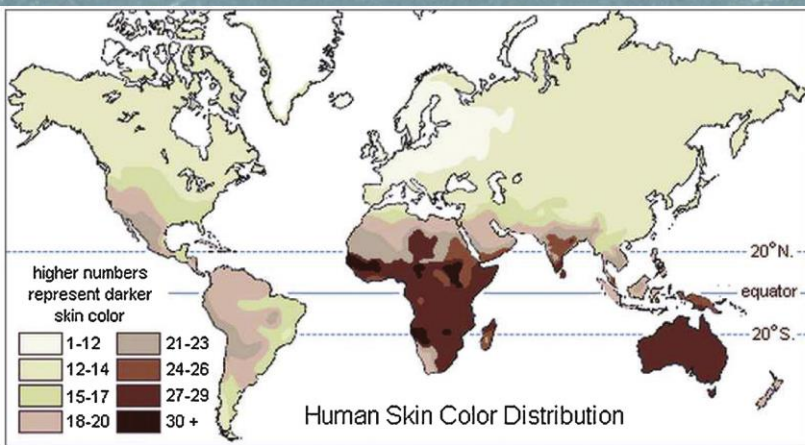 20°N.
higher numbers
represent darker
skin color
equator
20°S.
1-12
21-23
12-14
24-26
15-17
27-29
18-20
30 +
Human Skin Color Distribution